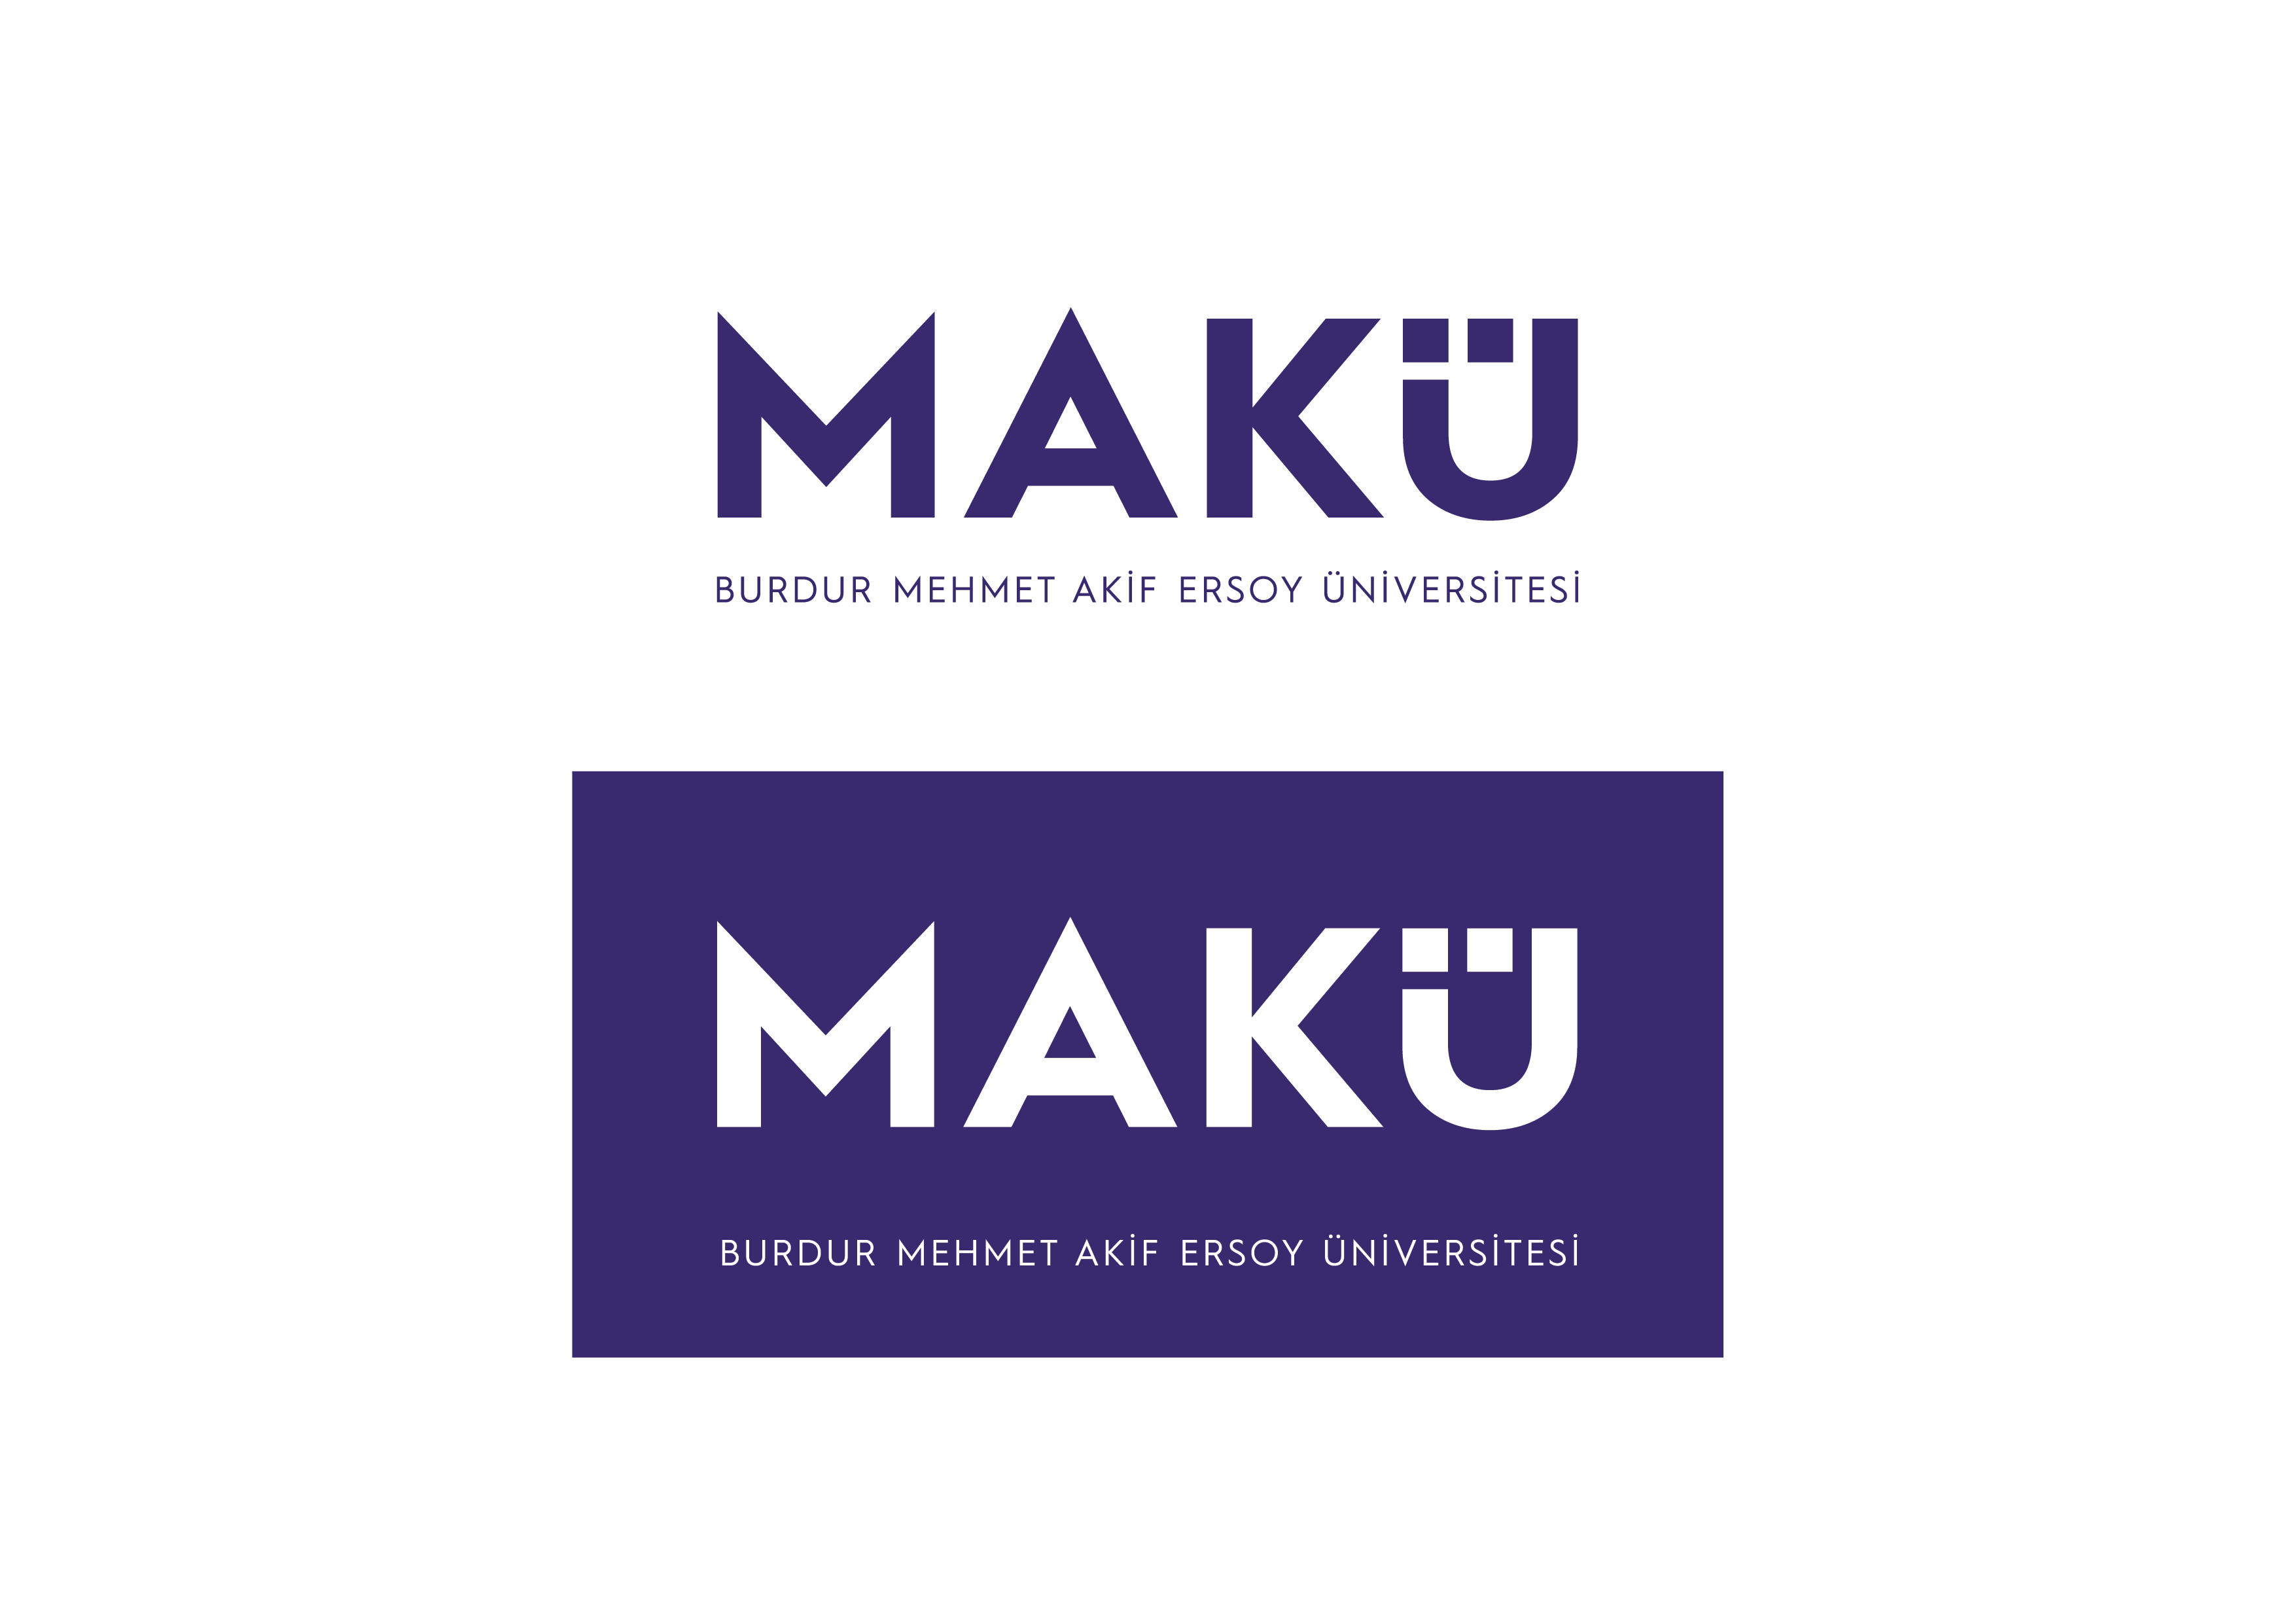 MAKÜ
BURDUR MEHMET AKİF ERSOY ÜNİVERSİTESİ
MAKÜ
BURDUR MEHMET AKİF ERSOY ÜNİVERSİTESİ